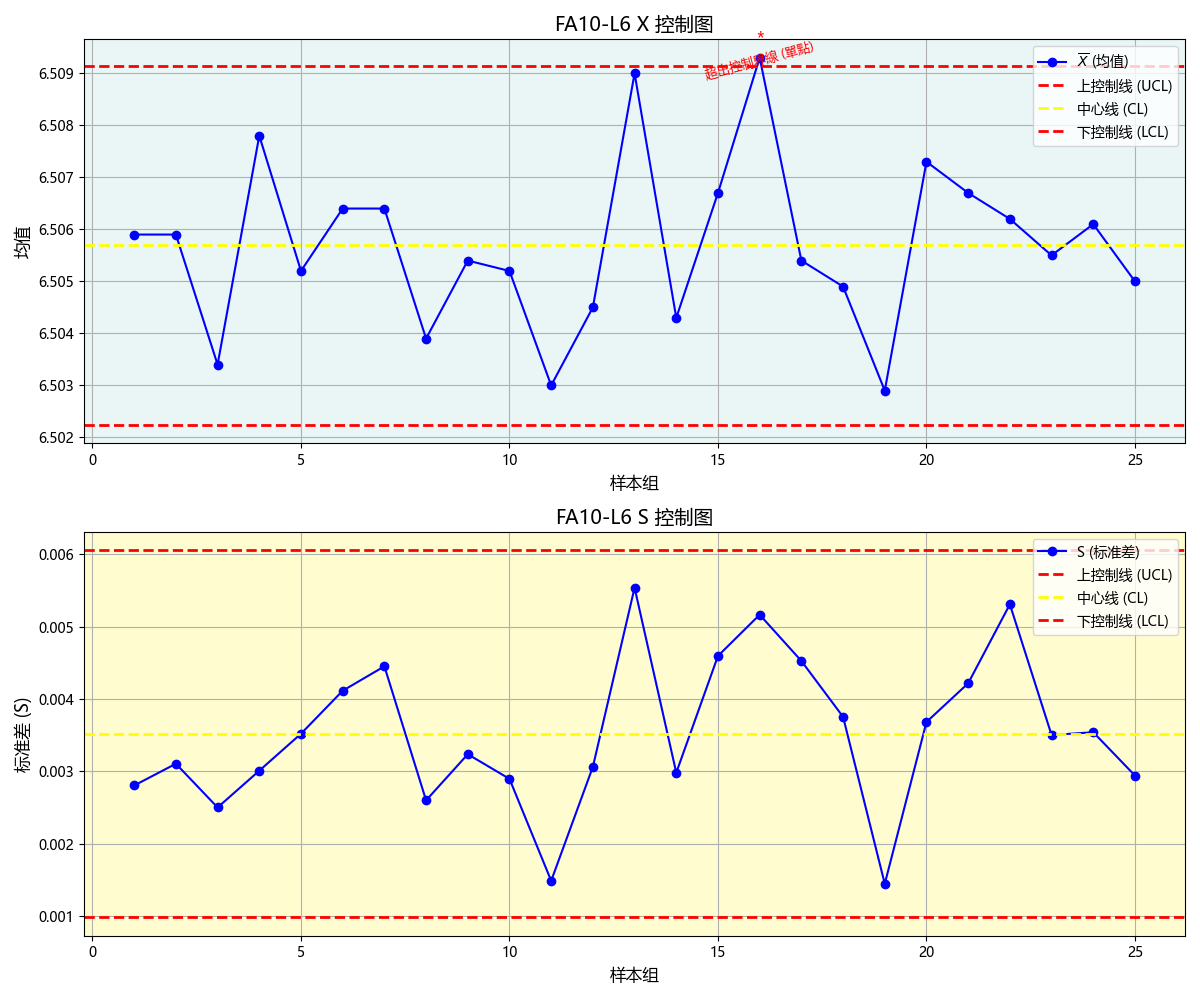 FA10-L6 X 控制图
*
超出控制界線 (單點)
X (均值)
上控制线 (UCL)
中心线 (CL)
下控制线 (LCL)
均值
6.509
6.508
6.507
6.506
6.505
6.504
6.503
6.502
0 5 10 15 20 25
样本组
FA10-L6 S 控制图
S (标准差)
上控制线 (UCL)
中心线 (CL)
下控制线 (LCL)
标准差 (S)
0.006
0.005
0.004
0.003
0.002
0.001
0 5 10 15 20 25
样本组